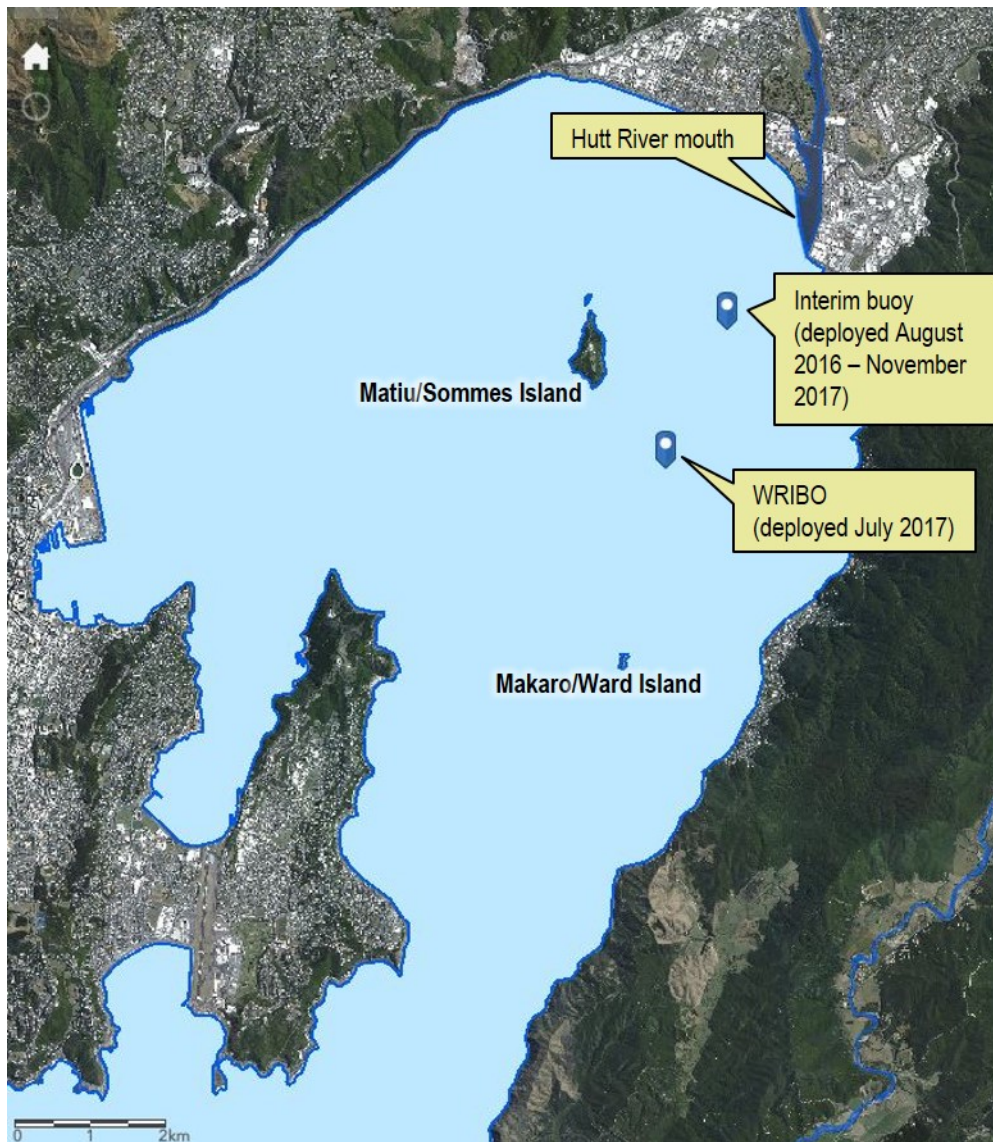 Hutt River mouth
Interim buoy
(deployed August
2016 – November
2017)
Matiu/Sommes Island
WRIBO
(deployed July 2017)
Makaro/Ward Island
0 1 2km